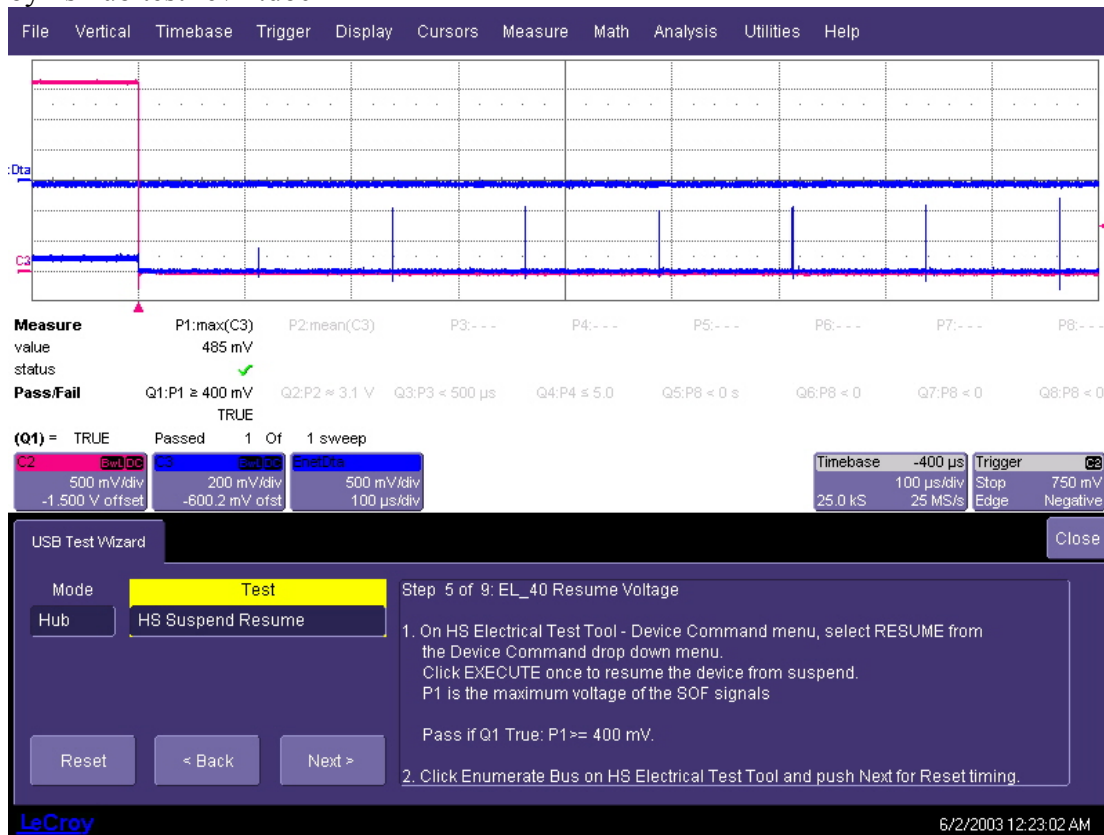 File Vertical Timebase Trigger Display Cursors Measure Math Analysis Utilities Help
:Dta
C3
Measure P1:max(C3) P2:mean(C3) P3:- - - P4:- - - P5:- - - P6:- - - P7:- - - P8:- - -
value 485 mV
status
Pass/Fail Q1:P1 ≥ 400 mV Q2:P2 ≈ 3.1 V Q3:P3 < 500 µs Q4:P4 ≤ 5.0 Q5:P8 < 0 s Q6:P8 < 0 Q7:P8 < 0 Q8:P8 < 0
TRUE
(Q1) = TRUE Passed 1 Of 1 sweep
C2 BwL DC C3 BwL DC EnetDta Timebase -400 µs Trigger C2
500 mV/div 200 mV/div 500 mV/div 100 µs/div Stop 750 mV
-1.500 V offset -600.2 mV ofst 100 µs/div 25.0 kS 25 MS/s Edge Negative
USB Test Wizard Close
Mode Test
Hub HS Suspend Resume
Step 5 of 9: EL_40 Resume Voltage
1. On HS Electrical Test Tool - Device Command menu, select RESUME from
the Device Command drop down menu.
Click EXECUTE once to resume the device from suspend.
P1 is the maximum voltage of the SOF signals
Pass if Q1 True: P1>= 400 mV.
2. Click Enumerate Bus on HS Electrical Test Tool and push Next for Reset timing.
Reset < Back Next >
LeCroy 6/2/2003 12:23:02 AM